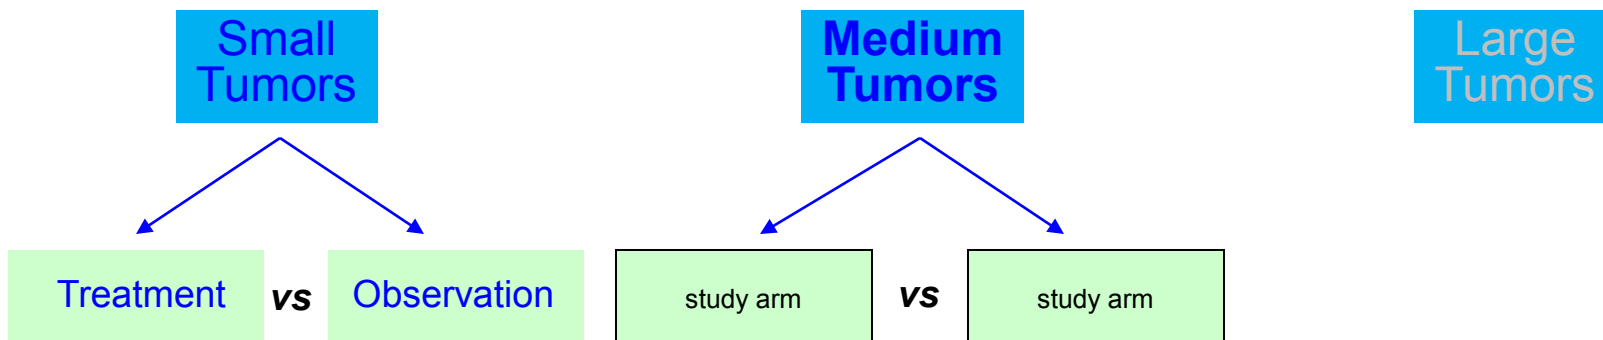 Small
Tumors
Medium
Tumors
Large
Tumors
Treatment vs Observation
study arm vs study arm